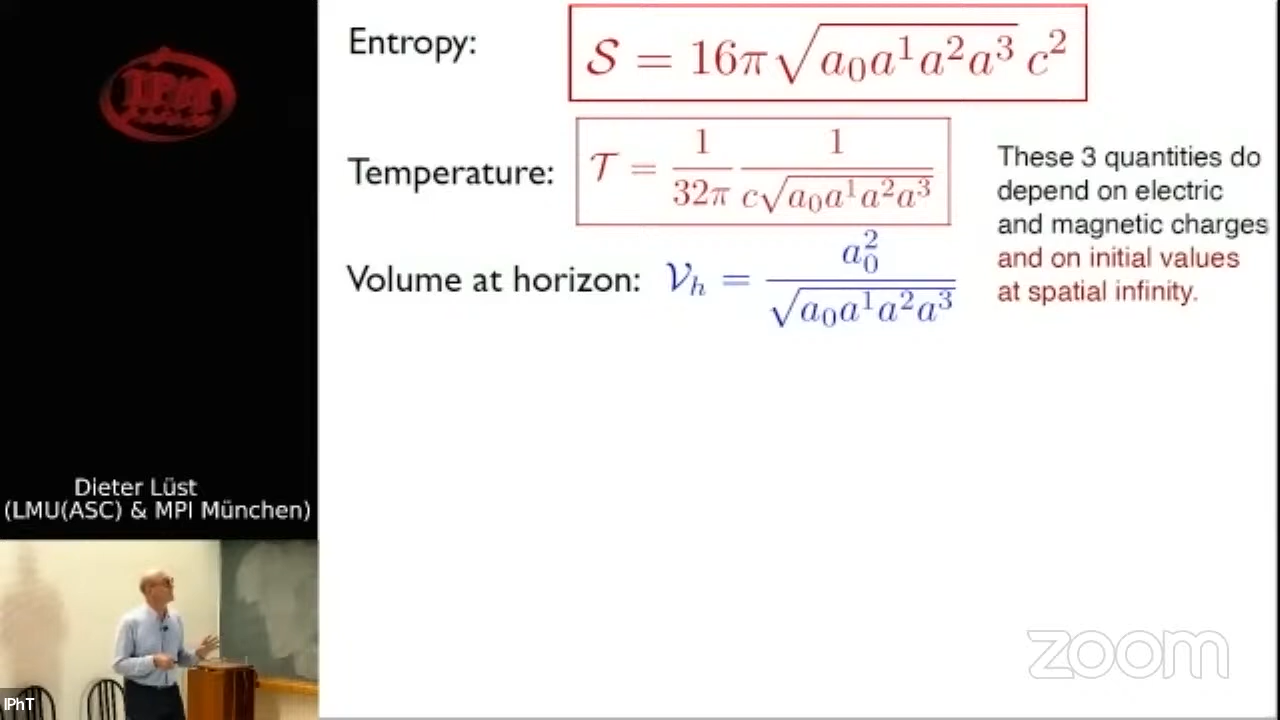 Entropy:
𝒮 = 16π√(a₀a¹a²a³) c²
Temperature:
𝒯 = 1/(32π) 1/(c√(a₀a¹a²a³))
Volume at horizon:
𝒱ₕ = a₀²/√(a₀a¹a²a³)
These 3 quantities do
depend on electric
and magnetic charges
and on initial values
at spatial infinity.
Dieter Lüst
(LMU(ASC) & MPI München)
IPhT
zoom